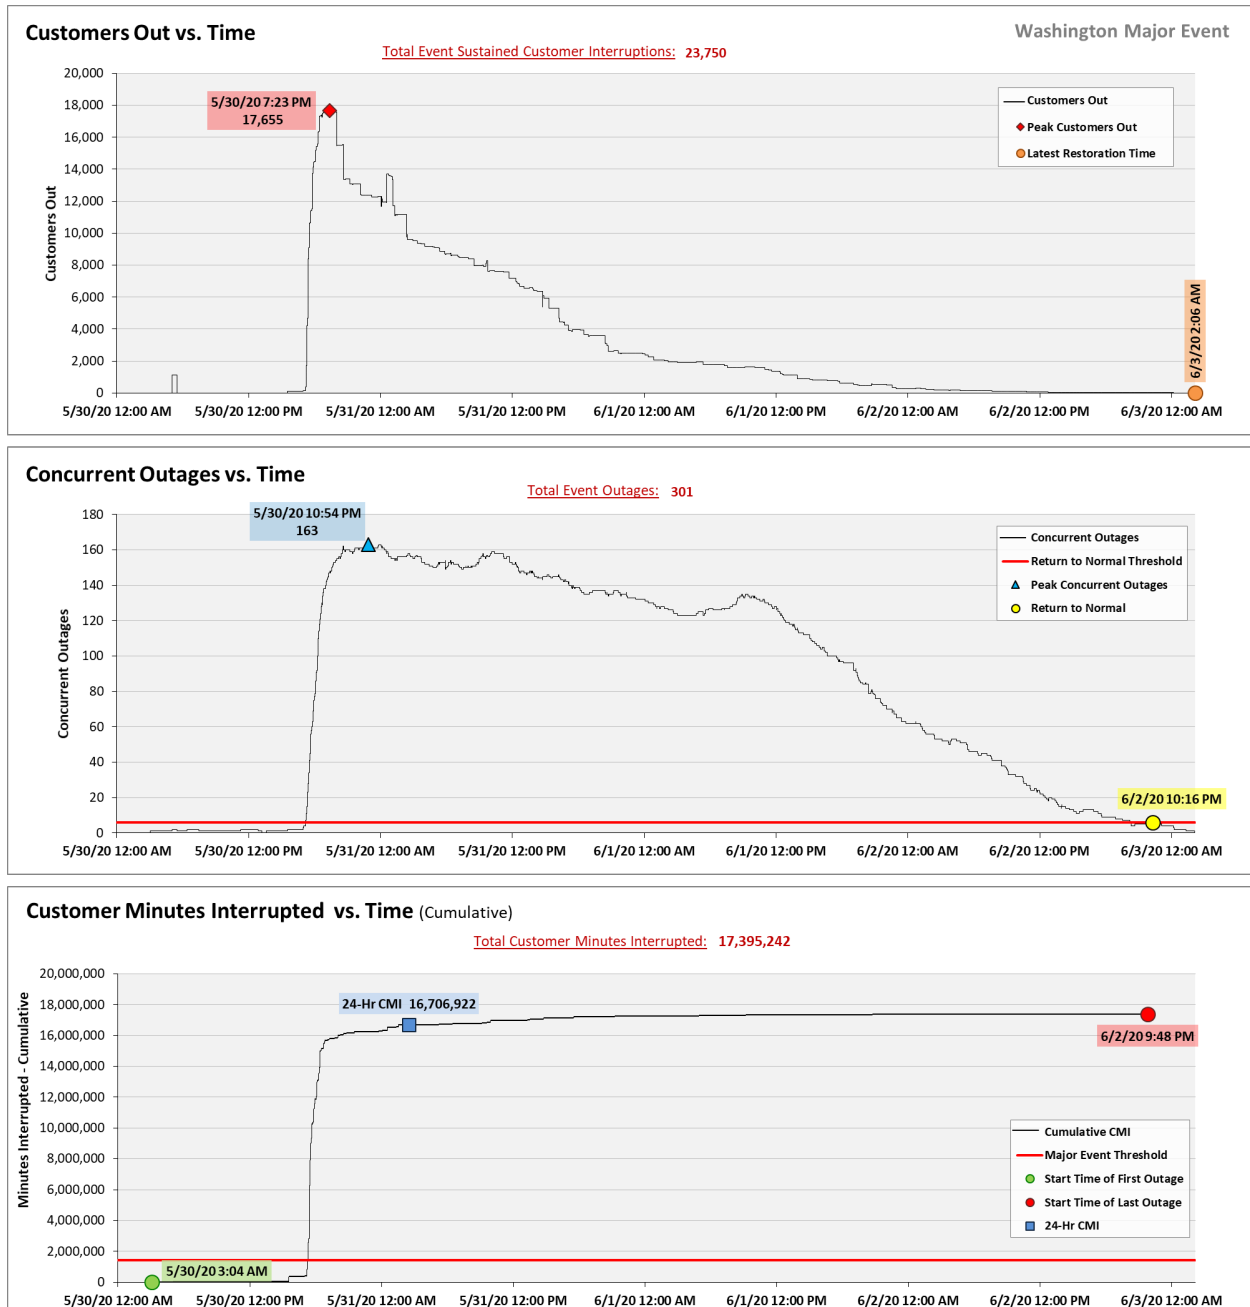 Customers Out vs. Time
Washington Major Event
Total Event Sustained Customer Interruptions: 23,750
20,000
18,000
16,000
14,000
12,000
10,000
8,000
6,000
4,000
2,000
0
Customers Out
5/30/20 7:23 PM
17,655
Customers Out
Peak Customers Out
Latest Restoration Time
6/3/20 2:06 AM
5/30/20 12:00 AM 5/30/20 12:00 PM 5/31/20 12:00 AM 5/31/20 12:00 PM 6/1/20 12:00 AM 6/1/20 12:00 PM 6/2/20 12:00 AM 6/2/20 12:00 PM 6/3/20 12:00 AM
Concurrent Outages vs. Time
Total Event Outages: 301
180
160
140
120
100
80
60
40
20
0
Concurrent Outages
5/30/20 10:54 PM
163
Concurrent Outages
Return to Normal Threshold
Peak Concurrent Outages
Return to Normal
6/2/20 10:16 PM
5/30/20 12:00 AM 5/30/20 12:00 PM 5/31/20 12:00 AM 5/31/20 12:00 PM 6/1/20 12:00 AM 6/1/20 12:00 PM 6/2/20 12:00 AM 6/2/20 12:00 PM 6/3/20 12:00 AM
Customer Minutes Interrupted vs. Time (Cumulative)
Total Customer Minutes Interrupted: 17,395,242
20,000,000
18,000,000
16,000,000
14,000,000
12,000,000
10,000,000
8,000,000
6,000,000
4,000,000
2,000,000
0
Minutes Interrupted - Cumulative
24-Hr CMI 16,706,922
6/2/20 9:48 PM
Cumulative CMI
Major Event Threshold
Start Time of First Outage
Start Time of Last Outage
24-Hr CMI
5/30/20 3:04 AM
5/30/20 12:00 AM 5/30/20 12:00 PM 5/31/20 12:00 AM 5/31/20 12:00 PM 6/1/20 12:00 AM 6/1/20 12:00 PM 6/2/20 12:00 AM 6/2/20 12:00 PM 6/3/20 12:00 AM